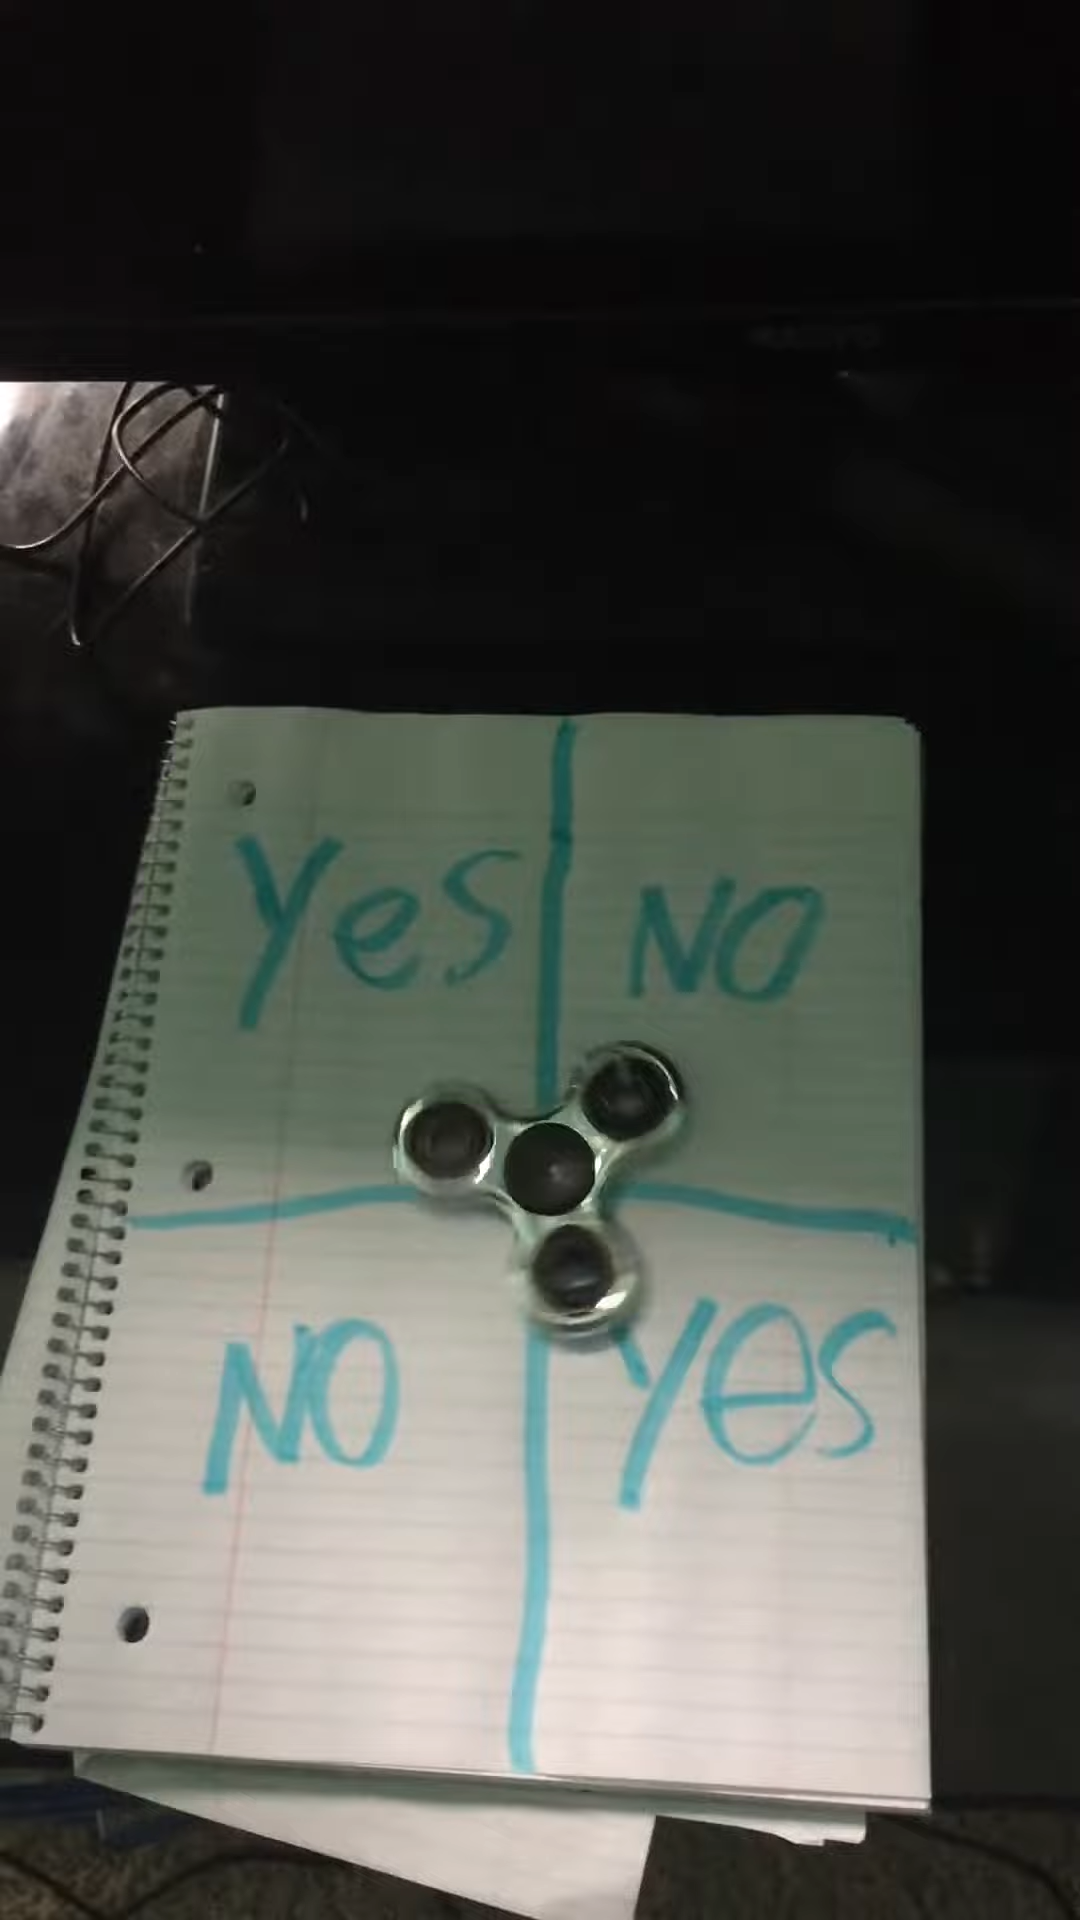 Yes NO
NO Yes